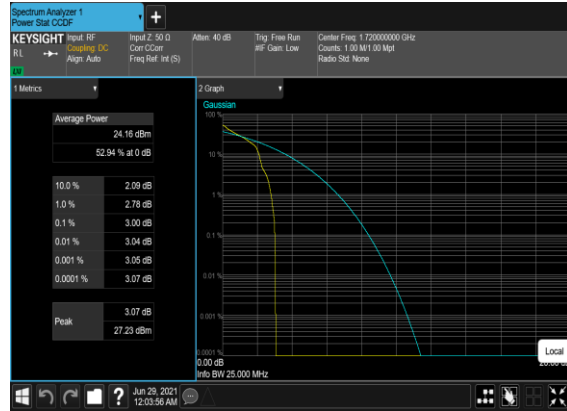 Spectrum Analyzer 1
Power Stat CCDF
KEYSIGHT
RL
Input: RF
Coupling: DC
Align: Auto
Input Z: 50 Ω
Corr CCorr
Freq Ref: Int (S)
Atten: 40 dB
Trig: Free Run
#IF Gain: Low
Center Freq: 1.720000000 GHz
Counts: 1.00 M/1.00 Mpt
Radio Std: None
1 Metrics
Average Power
24.16 dBm
52.94 % at 0 dB
10.0 % 2.09 dB
1.0 % 2.78 dB
0.1 % 3.00 dB
0.01 % 3.04 dB
0.001 % 3.05 dB
0.0001 % 3.07 dB
Peak
3.07 dB
27.23 dBm
2 Graph
Gaussian
100 %
10 %
1 %
0.1 %
0.01 %
0.001 %
0.0001 %
0.00 dB
Info BW 25.000 MHz
Local
?
Jun 29, 2021
12:03:56 AM